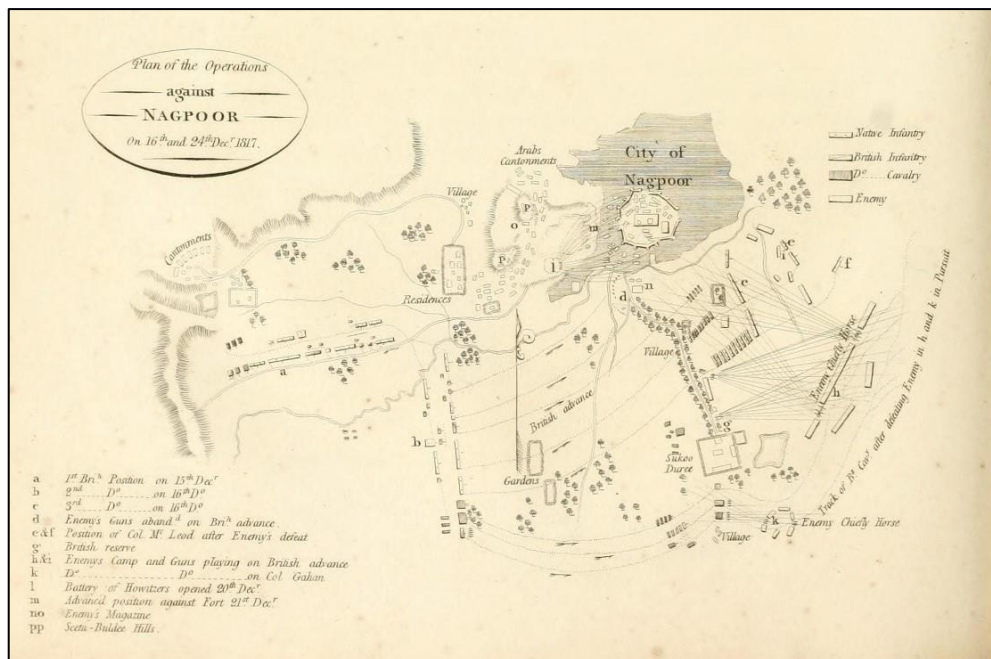 Plan of the Operations
against
NAGPOOR
On 16th and 24th Decr 1817.
Native Infantry
British Infantry
Do Cavalry
Enemy
Arabs
Cantonments
City of
Nagpoor
Village
Cantonments
Residences
p
o
p
m
l
n
d
c
e
f
a
b
Village
British advance
Gardens
Sukoo
Duree
g
h
Enemy Chiefly Horse
Track of Bs Cavy after defeating Enemy in h and k in Pursuit
k
Enemy Chiefly Horse
Village
a 1st Brih Position on 15th Decr
b 2nd Do on 16th Do
c 3rd Do on 16th Do
d Enemys Guns aband on Brih advance.
e&f Position of Col. Mc Leod after Enemy's defeat
g British reserve
h&i Enemys Camp and Guns playing on British advance
k Do Do on Col Gahan
l Battery of Howitzers opened 20th Decr
m Advanced position against Fort 21st Decr
no Enemy's Magazine
pp Seeta-Buldee Hills.